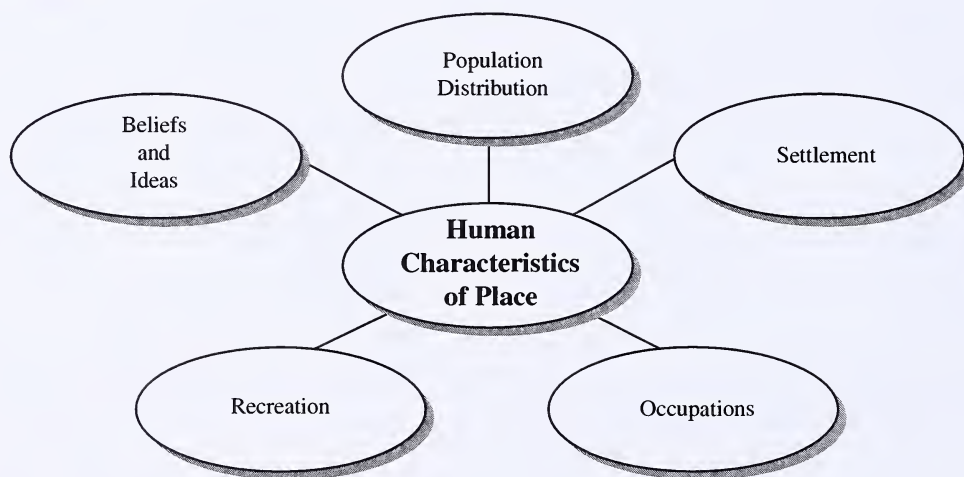 Population
Distribution
Beliefs
and
Ideas
Settlement
Human
Characteristics
of Place
Recreation
Occupations